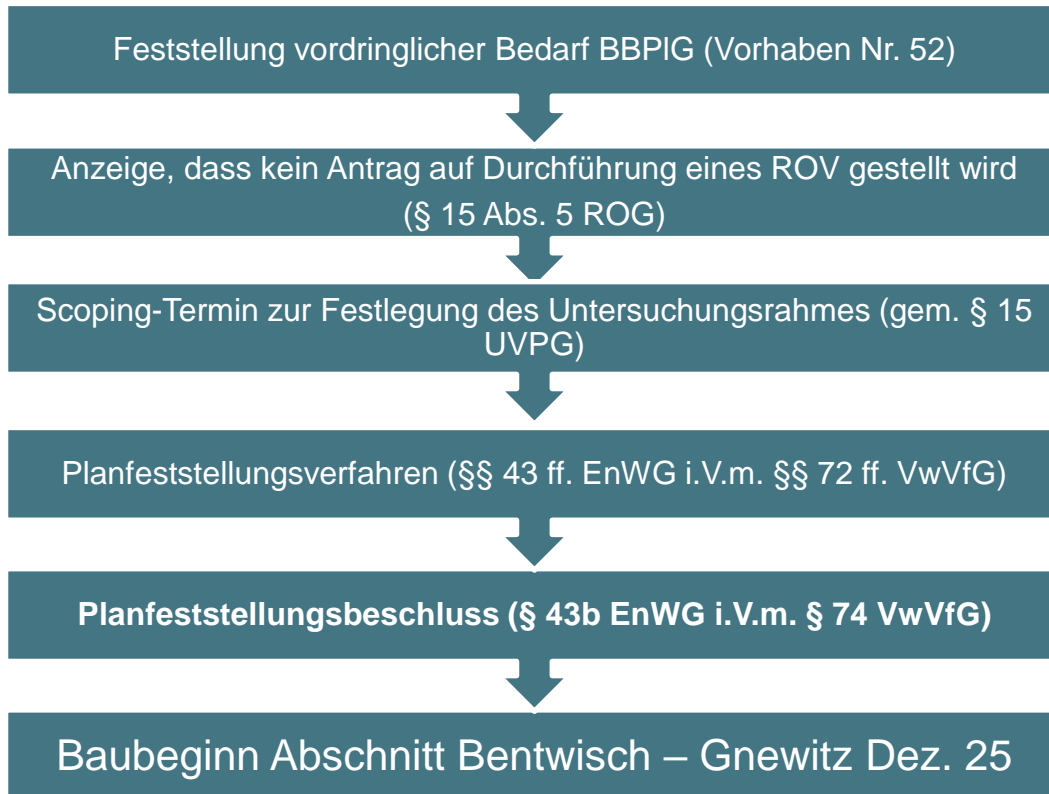 Feststellung vordringlicher Bedarf BBPlG (Vorhaben Nr. 52)
Anzeige, dass kein Antrag auf Durchführung eines ROV gestellt wird
(§ 15 Abs. 5 ROG)
Scoping-Termin zur Festlegung des Untersuchungsrahmes (gem. § 15
UVPG)
Planfeststellungsverfahren (§§ 43 ff. EnWG i.V.m. §§ 72 ff. VwVfG)
Planfeststellungsbeschluss (§ 43b EnWG i.V.m. § 74 VwVfG)
Baubeginn Abschnitt Bentwisch – Gnewitz Dez. 25